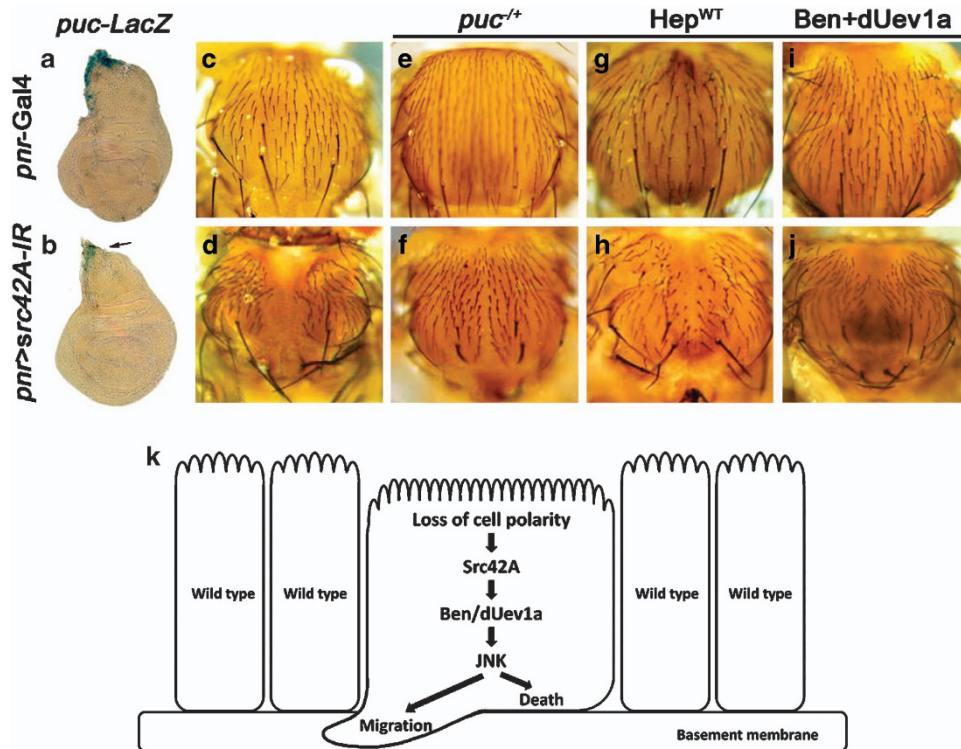 puc-LacZ
puc-/+
HepWT
Ben+dUev1a
pnr-Gal4
a
c
e
g
i
pnr>src42A-IR
b
d
f
h
j
k
Loss of cell polarity
Src42A
Wild type
Wild type
Wild type
Wild type
Ben/dUev1a
JNK
Death
Migration
Basement membrane